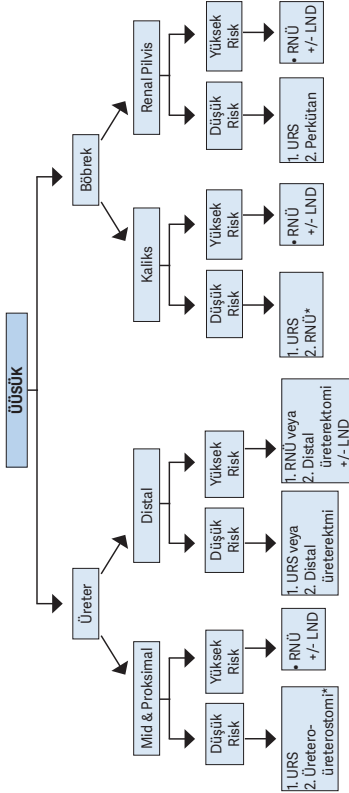 ÜÜSÜK
Üreter
Böbrek
Mid & Proksimal
Distal
Kaliks
Renal Pilvis
Düşük
Risk
Yüksek
Risk
Düşük
Risk
Yüksek
Risk
Düşük
Risk
Yüksek
Risk
Düşük
Risk
Yüksek
Risk
1. URS
2. Üretero-
üreterostomi*
• RNÜ
+/- LND
1. URS veya
2. Distal
üreterektmi
1. RNÜ veya
2. Distal
üreterektomi
+/- LND
1. URS
2. RNÜ*
• RNÜ
+/- LND
1. URS
2. Perkütan
• RNÜ
+/- LND